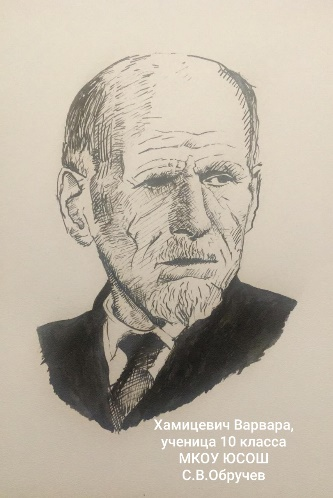 Хамицевич Варвара,
ученица 10 класса
МКОУ ЮСОШ
С.В.Обручев